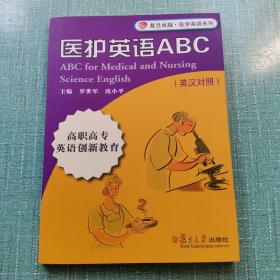 复旦卓越·医学英语系列
医护英语ABC
ABC for Medical and Nursing
Science English
(英汉对照)
主编 罗世军 沈小平
高职高专
英语创新教育
復旦大學出版社